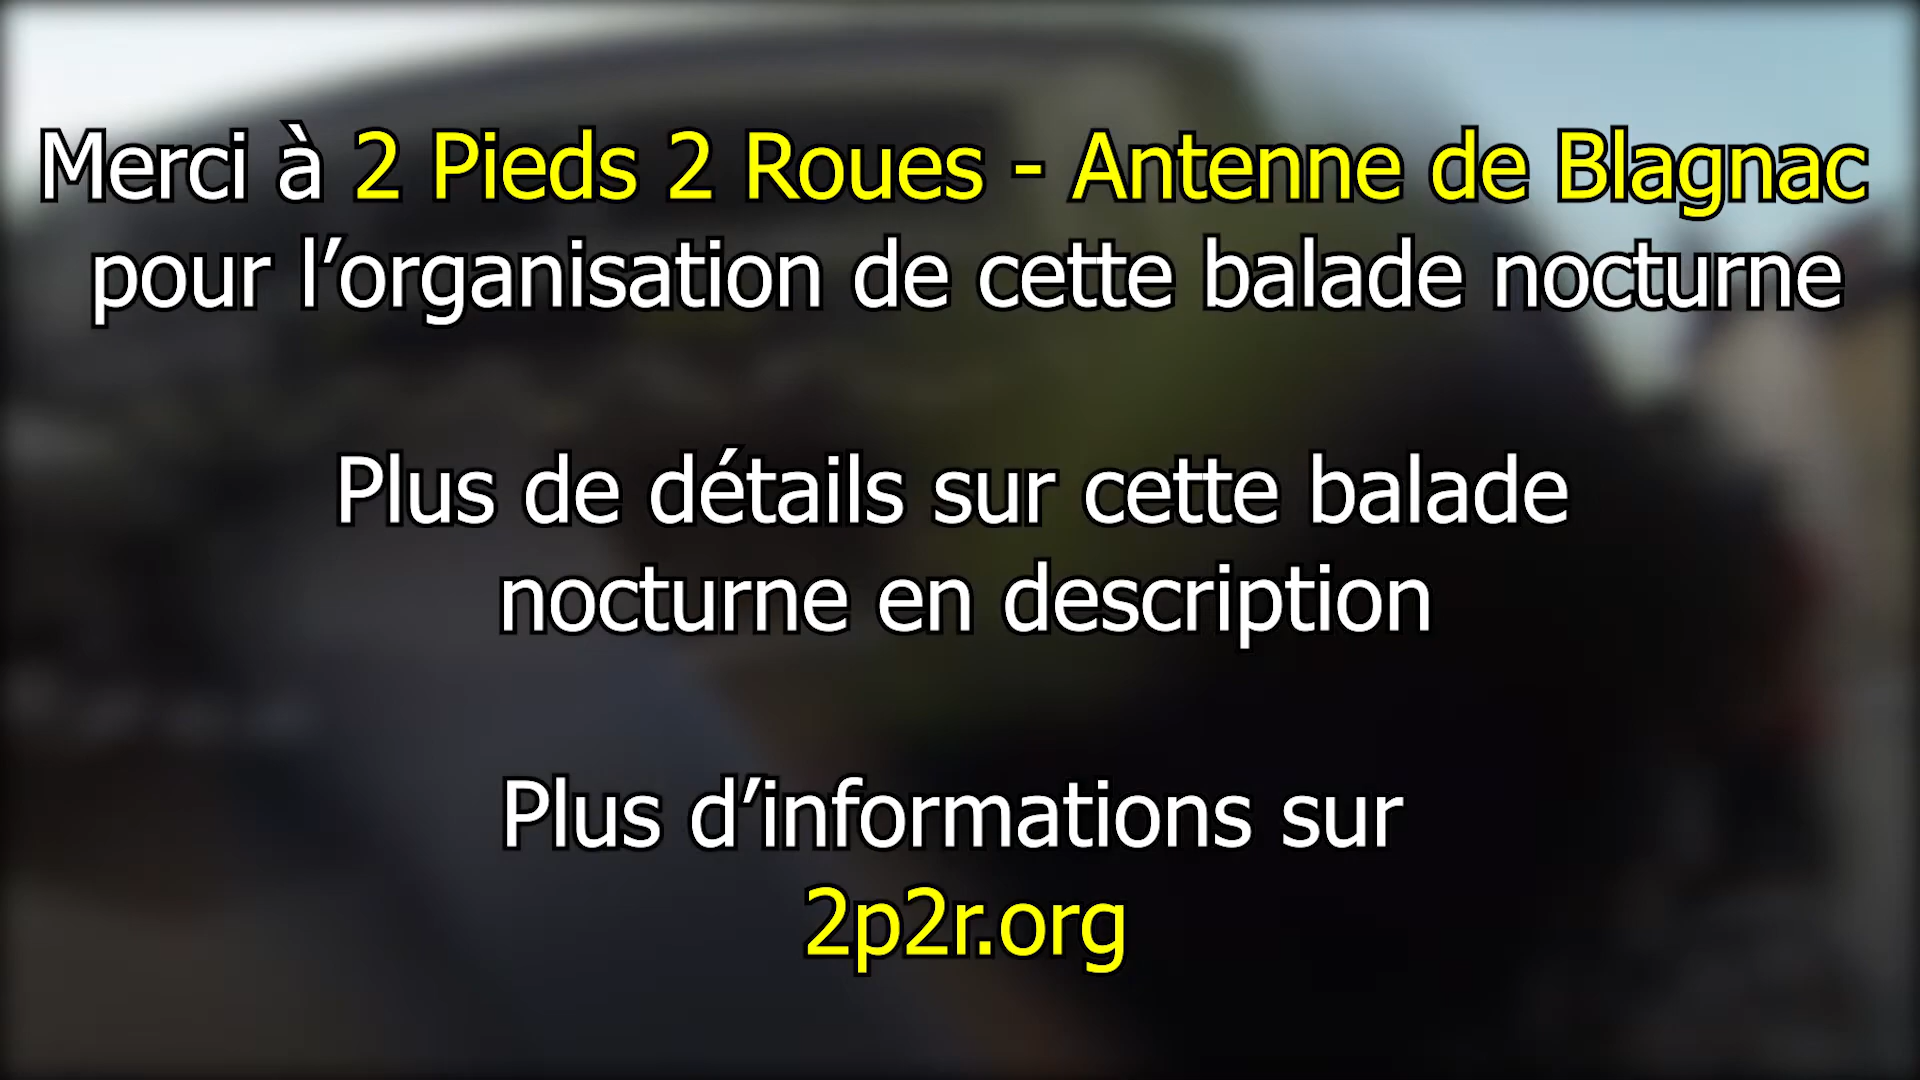 Merci à 2 Pieds 2 Roues - Antenne de Blagnac
pour l’organisation de cette balade nocturne
Plus de détails sur cette balade
nocturne en description
Plus d’informations sur
2p2r.org